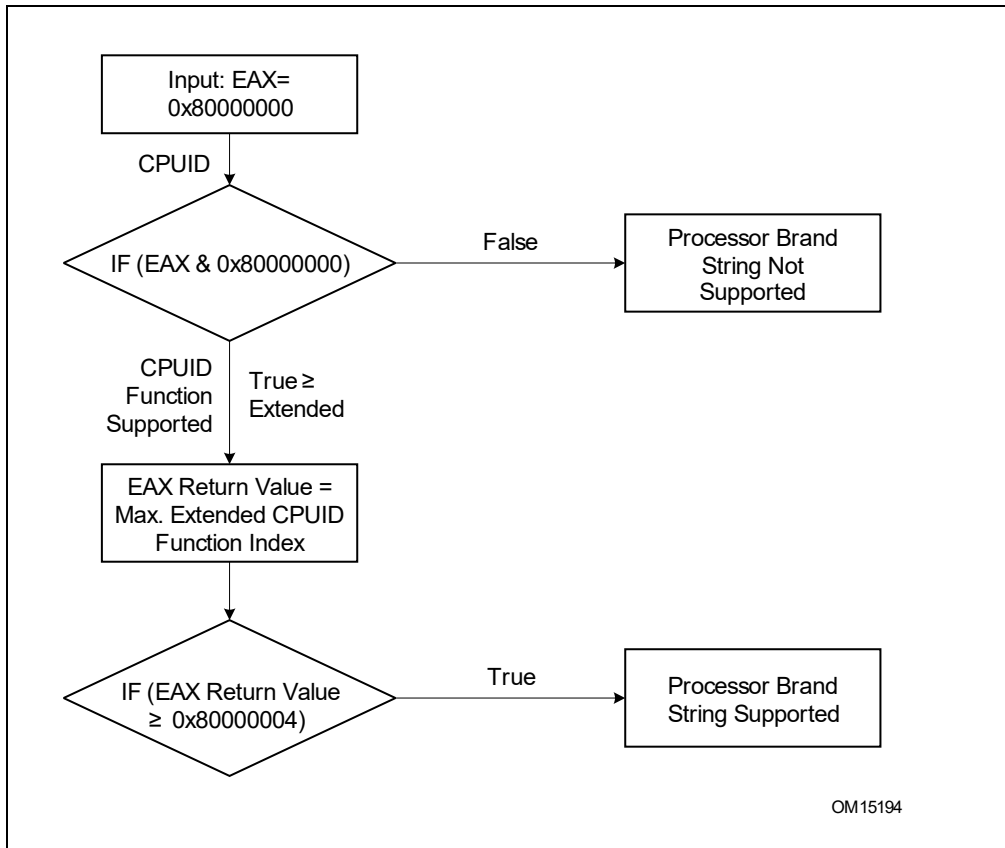 Input: EAX=
0x80000000
CPUID
IF (EAX & 0x80000000)
False
Processor Brand
String Not
Supported
CPUID
Function
Supported
True ≥
Extended
EAX Return Value =
Max. Extended CPUID
Function Index
IF (EAX Return Value
≥ 0x80000004)
True
Processor Brand
String Supported
OM15194